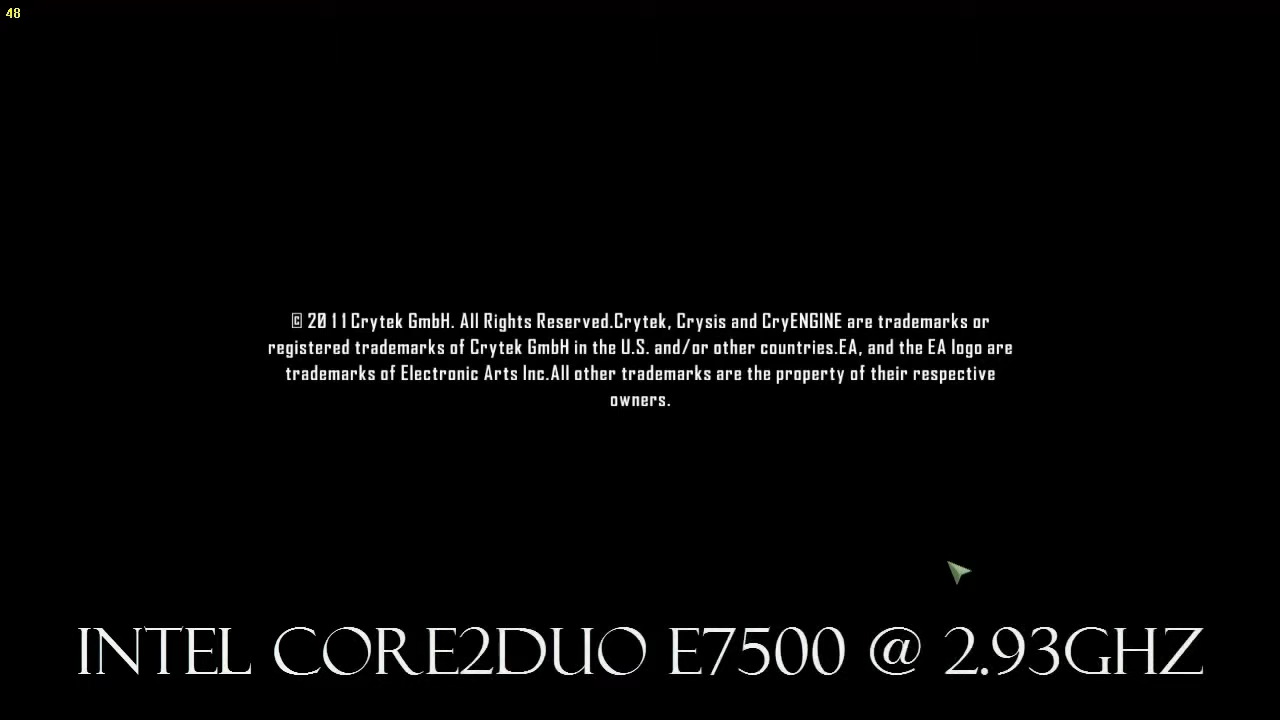 48
© 2011 Crytek GmbH. All Rights Reserved.Crytek, Crysis and CryENGINE are trademarks or
registered trademarks of Crytek GmbH in the U.S. and/or other countries.EA, and the EA logo are
trademarks of Electronic Arts Inc.All other trademarks are the property of their respective
owners.
INTEL CORE2DUO E7500 @ 2.93GHZ